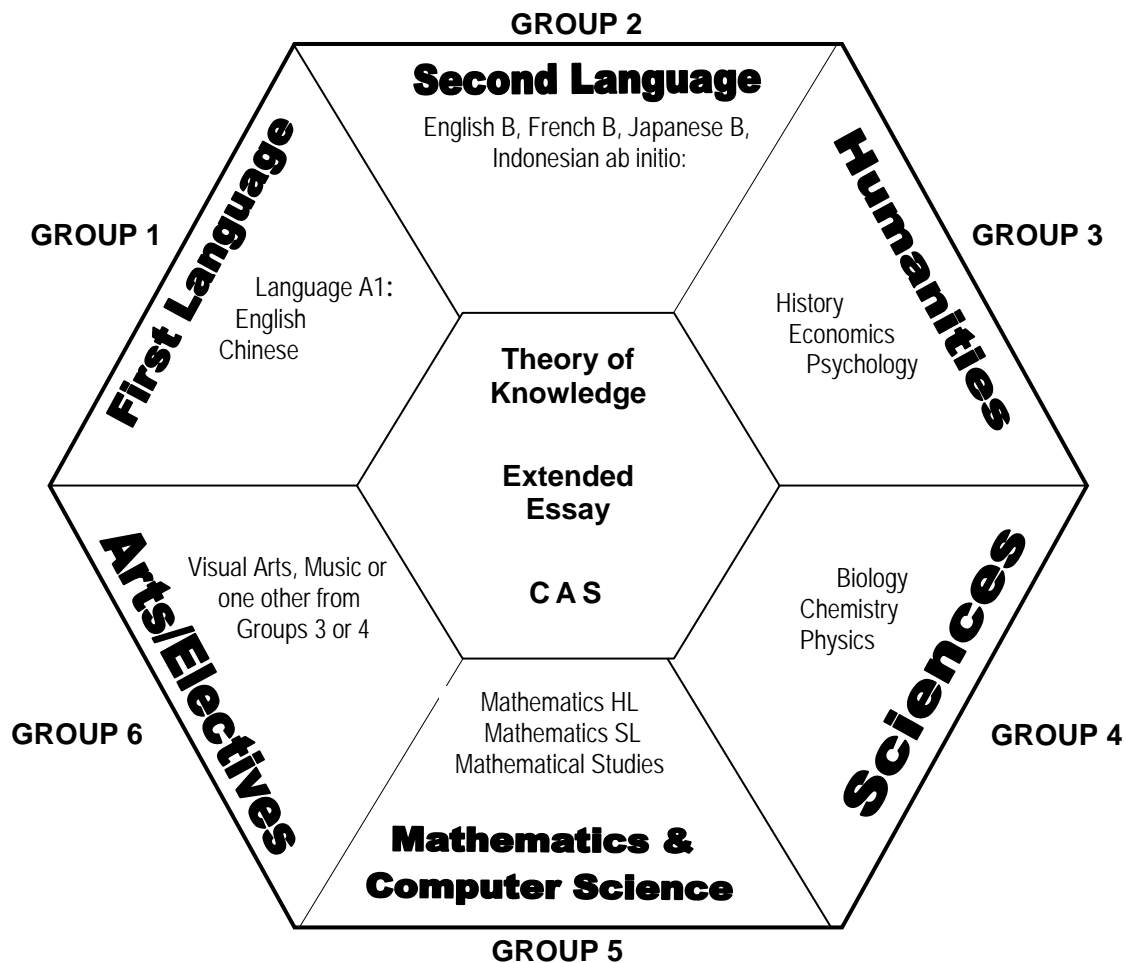 GROUP 2
Second Language
English B, French B, Japanese B,
Indonesian ab initio:
GROUP 1
First Language
Language A1:
English
Chinese
GROUP 3
Humanities
History
Economics
Psychology
Theory of
Knowledge
Extended
Essay
CAS
GROUP 6
Arts/Electives
Visual Arts, Music or
one other from
Groups 3 or 4
GROUP 4
Sciences
Biology
Chemistry
Physics
Mathematics HL
Mathematics SL
Mathematical Studies
Mathematics &
Computer Science
GROUP 5